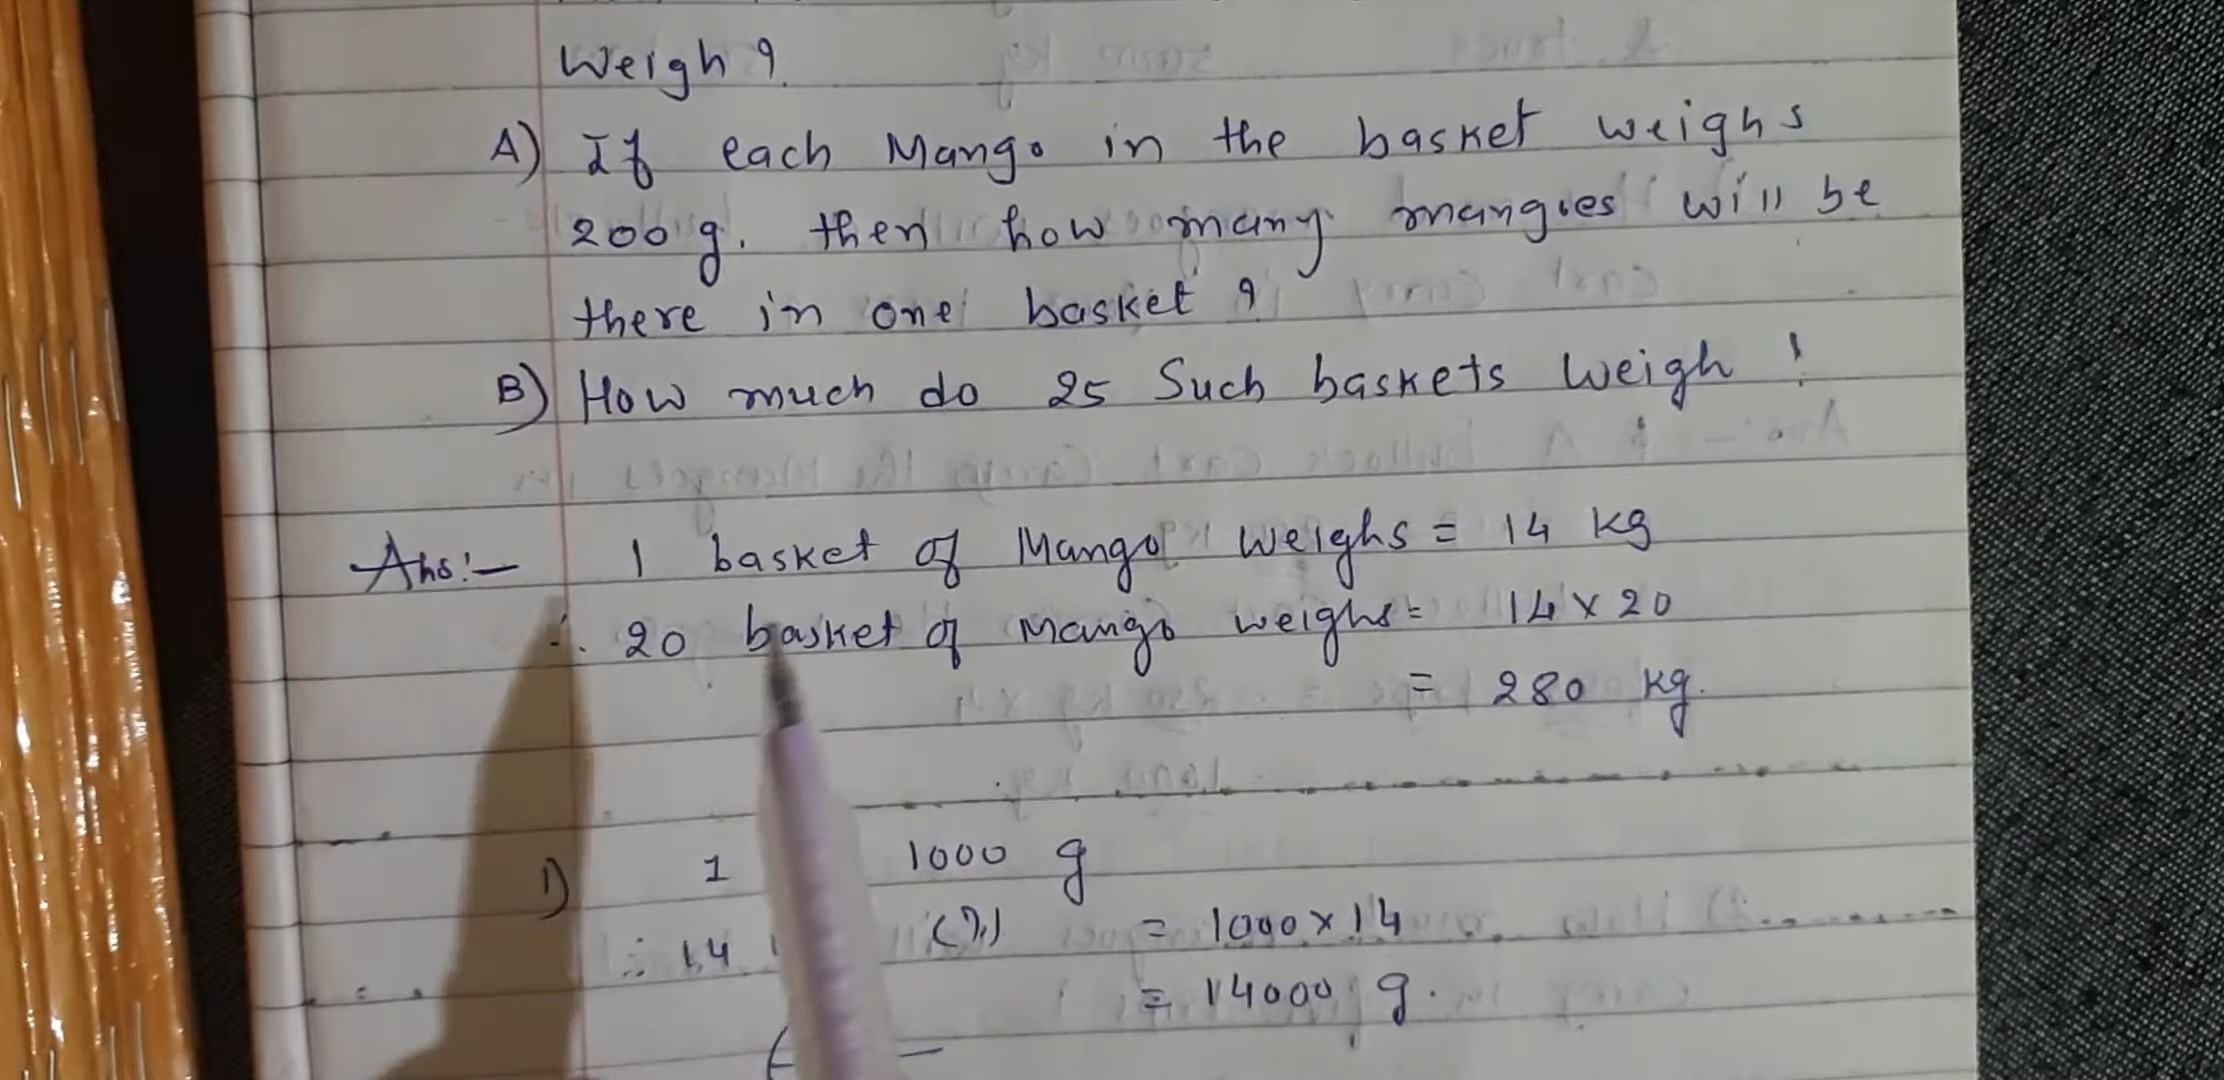 Weigh ?
A) If each Mango in the basket weighs
200 g. then how many mangoes will be
there in one basket ?
B) How much do 25 Such baskets Weigh !
Ans:- 1 basket of Mango Weighs = 14 kg
∴ 20 basket of Mango weighs = 14 x 20
= 280 kg.
1) 1 1000 g
∴ 14 (?) = 1000 x 14
= 14000 g.